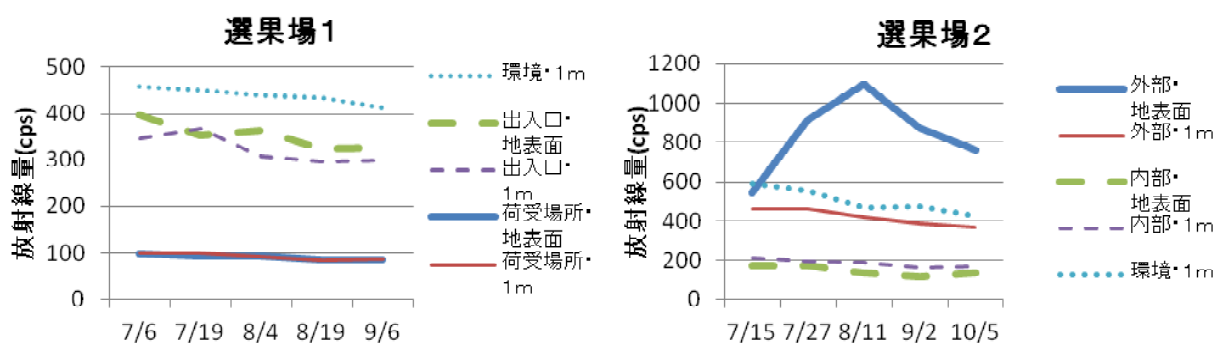 選果場1
放射線量(cps)
500
400
300
200
100
0
7/6 7/19 8/4 8/19 9/6
環境・1m
出入口・
地表面
出入口・
1m
荷受場所・
地表面
荷受場所・
1m
選果場2
放射線量(cps)
1200
1000
800
600
400
200
0
7/15 7/27 8/11 9/2 10/5
外部・
地表面
外部・1m
内部・
地表面
内部・1m
環境・1m